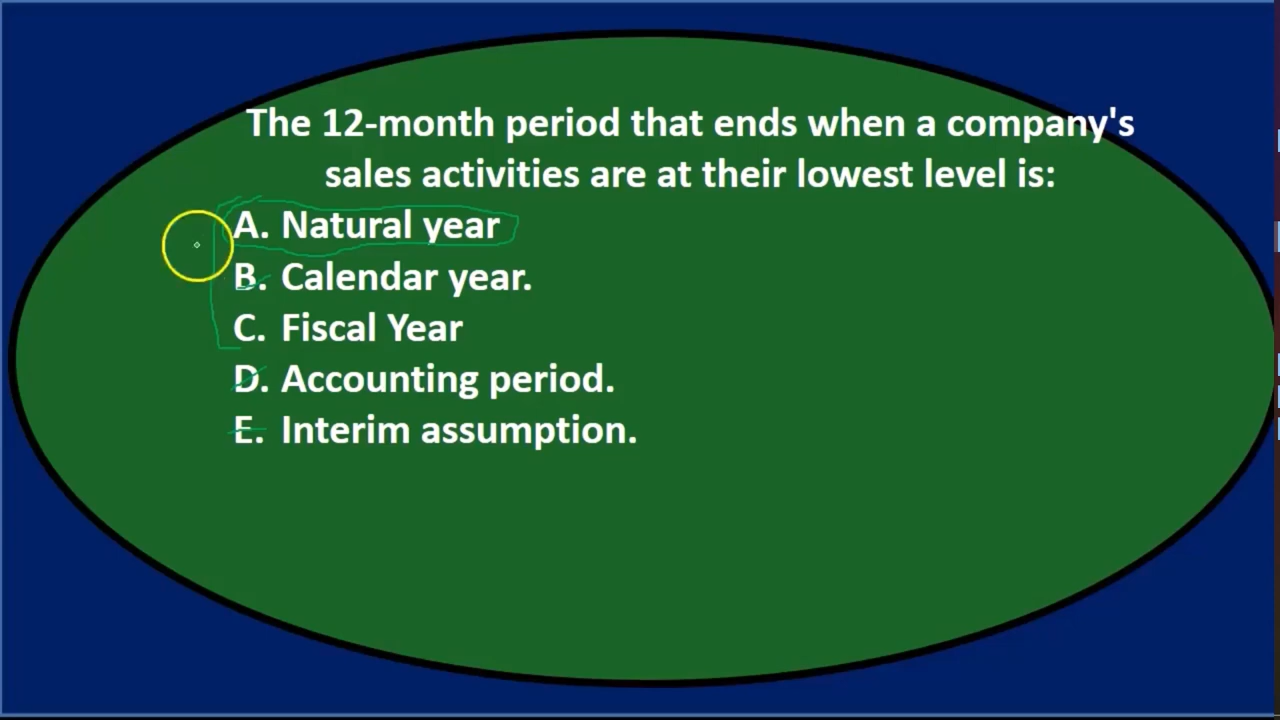 The 12-month period that ends when a company's
sales activities are at their lowest level is:
A. Natural year
B. Calendar year.
C. Fiscal Year
D. Accounting period.
E. Interim assumption.